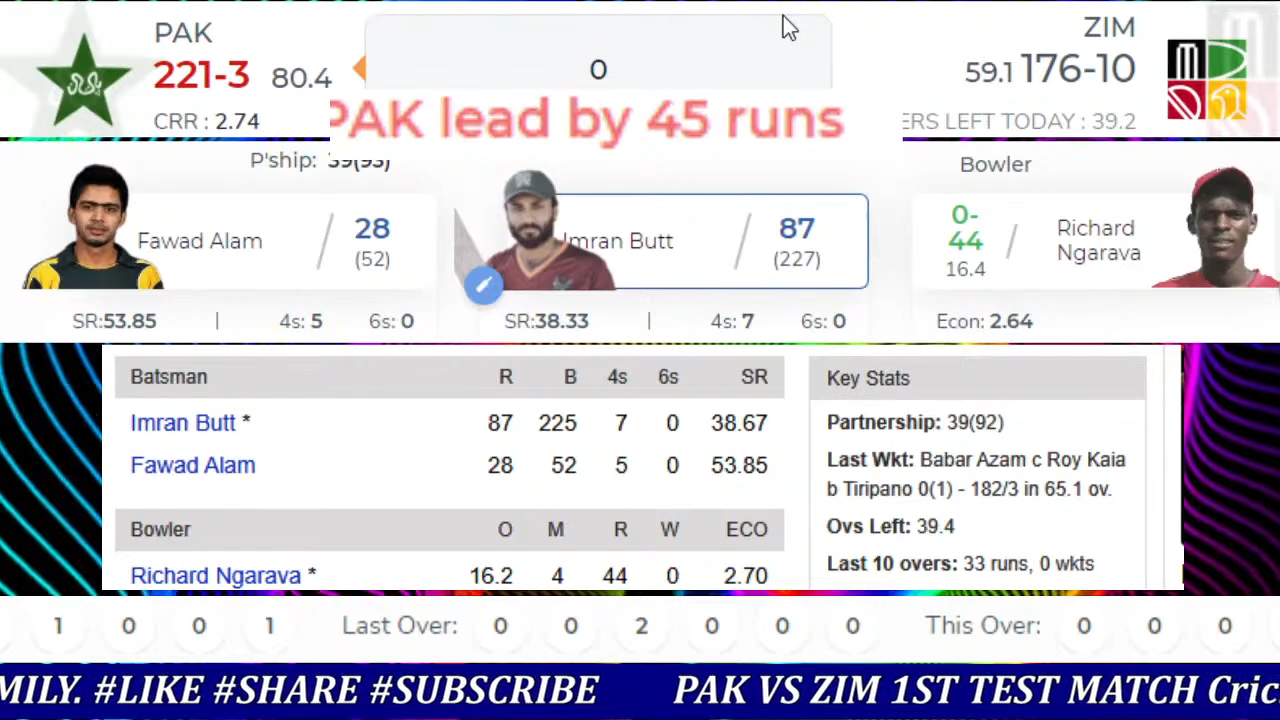 PAK
221-3 80.4
CRR : 2.74
0
PAK lead by 45 runs
ZIM
59.1 176-10
ERS LEFT TODAY : 39.2
P'ship: 39(93)
Fawad Alam
28
(52)
SR:53.85 | 4s: 5 6s: 0
Imran Butt
87
(227)
SR:38.33 | 4s: 7 6s: 0
Bowler
0-
44
16.4
Richard
Ngarava
Econ: 2.64
Batsman R B 4s 6s SR
Imran Butt * 87 225 7 0 38.67
Fawad Alam 28 52 5 0 53.85
Bowler O M R W ECO
Richard Ngarava * 16.2 4 44 0 2.70
Key Stats
Partnership: 39(92)
Last Wkt: Babar Azam c Roy Kaia
b Tiripano 0(1) - 182/3 in 65.1 ov.
Ovs Left: 39.4
Last 10 overs: 33 runs, 0 wkts
1 0 0 1 Last Over: 0 0 2 0 0 0 This Over: 0 0 0
MILY. #LIKE #SHARE #SUBSCRIBE PAK VS ZIM 1ST TEST MATCH Cric